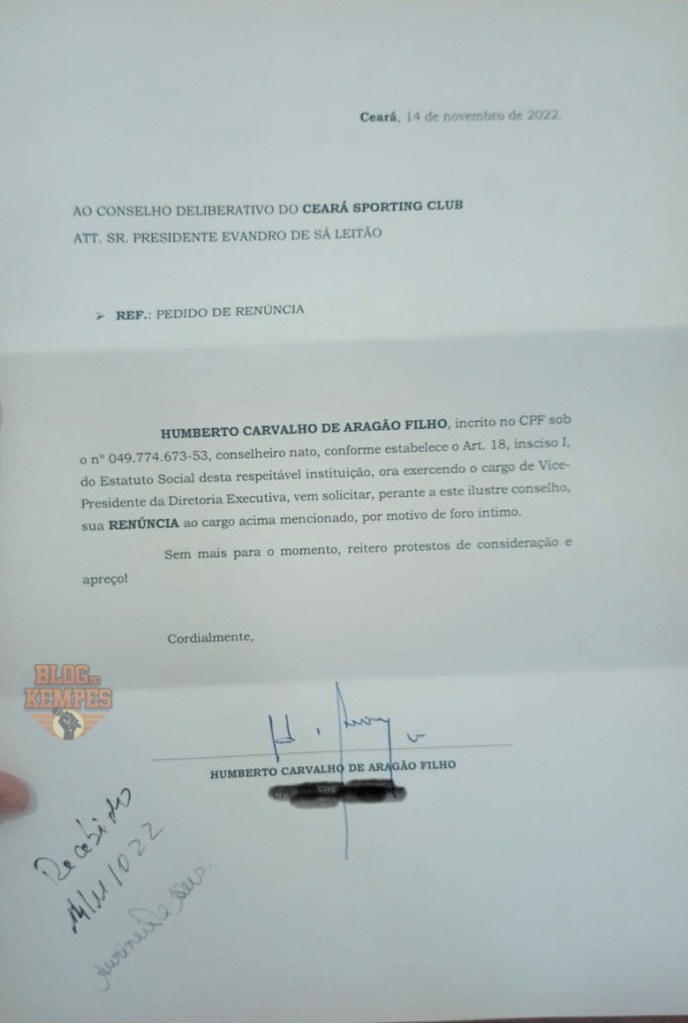 Ceará, 14 de novembro de 2022.
AO CONSELHO DELIBERATIVO DO CEARÁ SPORTING CLUB
ATT. SR. PRESIDENTE EVANDRO DE SÁ LEITÃO
➢ REF.: PEDIDO DE RENÚNCIA
HUMBERTO CARVALHO DE ARAGÃO FILHO, incrito no CPF sob
o nº 049.774.673-53, conselheiro nato, conforme estabelece o Art. 18, insciso I,
do Estatuto Social desta respeitável instituição, ora exercendo o cargo de Vice-
Presidente da Diretoria Executiva, vem solicitar, perante a este ilustre conselho,
sua RENÚNCIA ao cargo acima mencionado, por motivo de foro intimo.
Sem mais para o momento, reitero protestos de consideração e
apreço!
Cordialmente,
BLOG DO
KEMPES
HUMBERTO CARVALHO DE ARAGÃO FILHO
Recebido